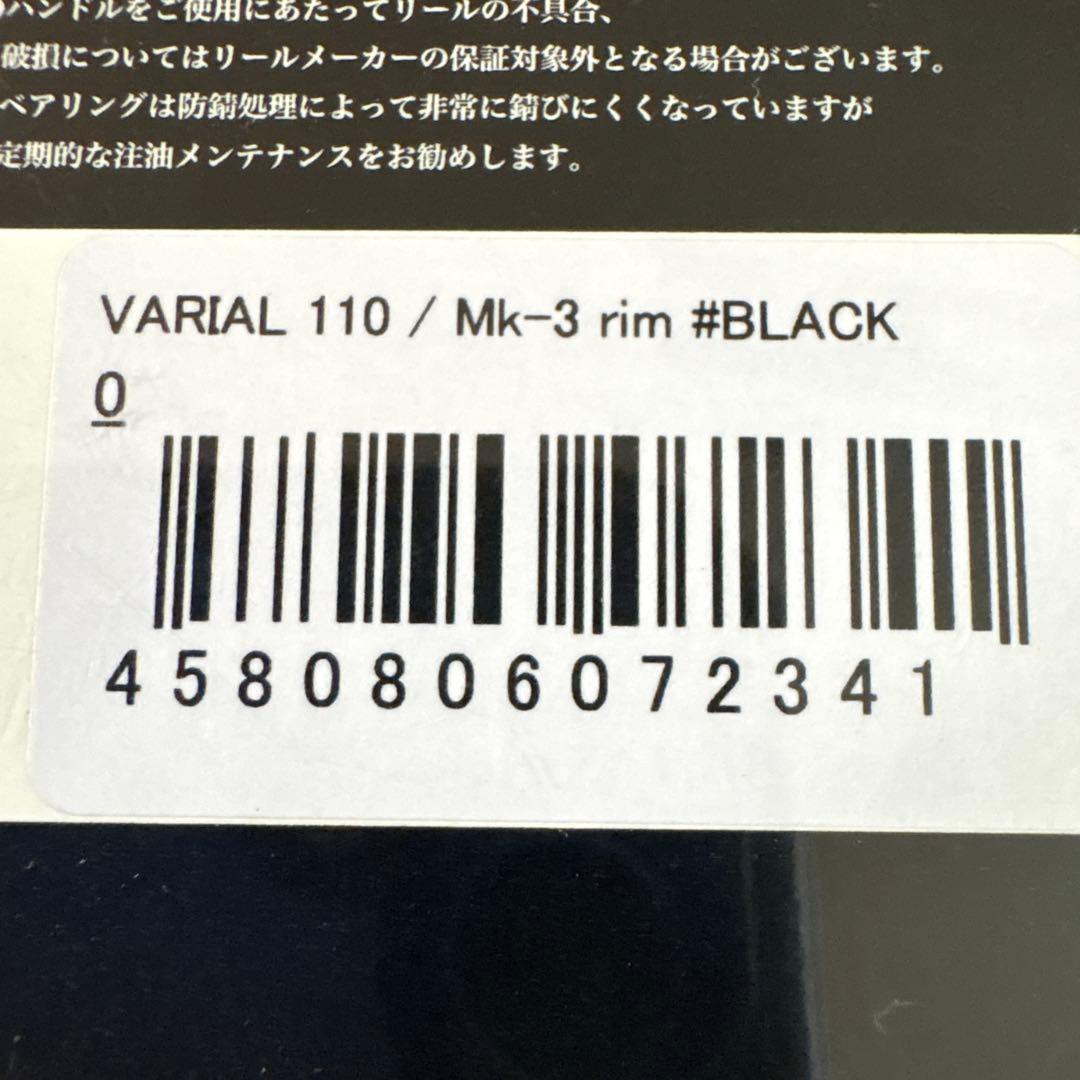 ハンドルをご使用にあたってリールの不具合、
破損についてはリールメーカーの保証対象外となる場合がございます。
ベアリングは防錆処理によって非常に錆びにくくなっていますが
定期的な注油メンテナンスをお勧めします。
VARIAL 110 / Mk-3 rim #BLACK
0
4580806072341